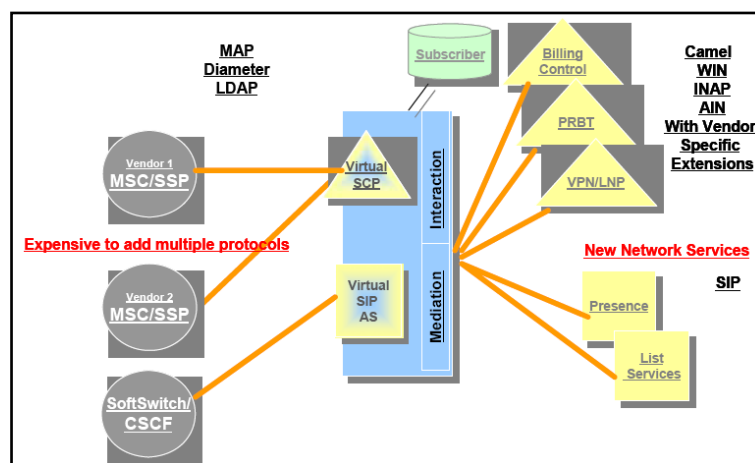 MAP
Diameter
LDAP
Subscriber
Billing
Control
PRBT
VPN/LNP
Camel
WIN
INAP
AIN
With Vendor
Specific
Extensions
Vendor 1
MSC/SSP
Virtual
SCP
Interaction
Expensive to add multiple protocols
New Network Services
Vendor 2
MSC/SSP
Virtual
SIP
AS
Mediation
SIP
Presence
List
Services
SoftSwitch/
CSCF